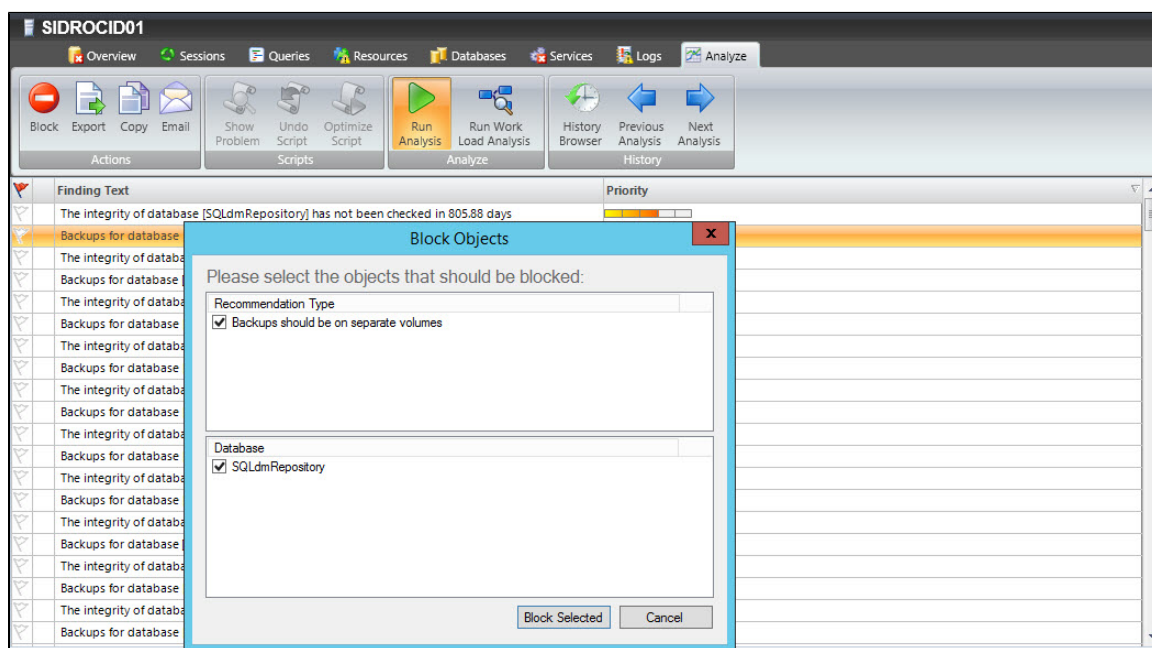 SIDROCID01
Overview Sessions Queries Resources Databases Services Logs Analyze
Block Export Copy Email Show Problem Undo Script Optimize Script Run Analysis Run Work Load Analysis History Browser Previous Analysis Next Analysis
Actions Scripts Analyze History
Finding Text Priority
The integrity of database [SQLdmRepository] has not been checked in 805.88 days
Backups for database
The integrity of databa
Backups for database [
The integrity of databa
Backups for database
The integrity of databa
Backups for database
The integrity of databa
Backups for database
The integrity of databa
Backups for database
The integrity of databa
Backups for database
The integrity of databa
Backups for database [
The integrity of databa
Backups for database
The integrity of databa
Backups for database
Block Objects x
Please select the objects that should be blocked:
Recommendation Type
Backups should be on separate volumes
Database
SQLdmRepository
Block Selected Cancel